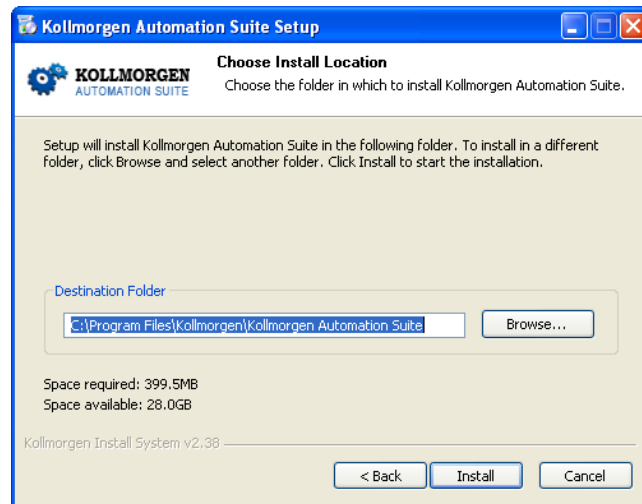 Kollmorgen Automation Suite Setup
KOLLMORGEN
AUTOMATION SUITE
Choose Install Location
Choose the folder in which to install Kollmorgen Automation Suite.
Setup will install Kollmorgen Automation Suite in the following folder. To install in a different
folder, click Browse and select another folder. Click Install to start the installation.
Destination Folder
C:\Program Files\Kollmorgen\Kollmorgen Automation Suite
Browse...
Space required: 399.5MB
Space available: 28.0GB
Kollmorgen Install System v2.38
< Back
Install
Cancel